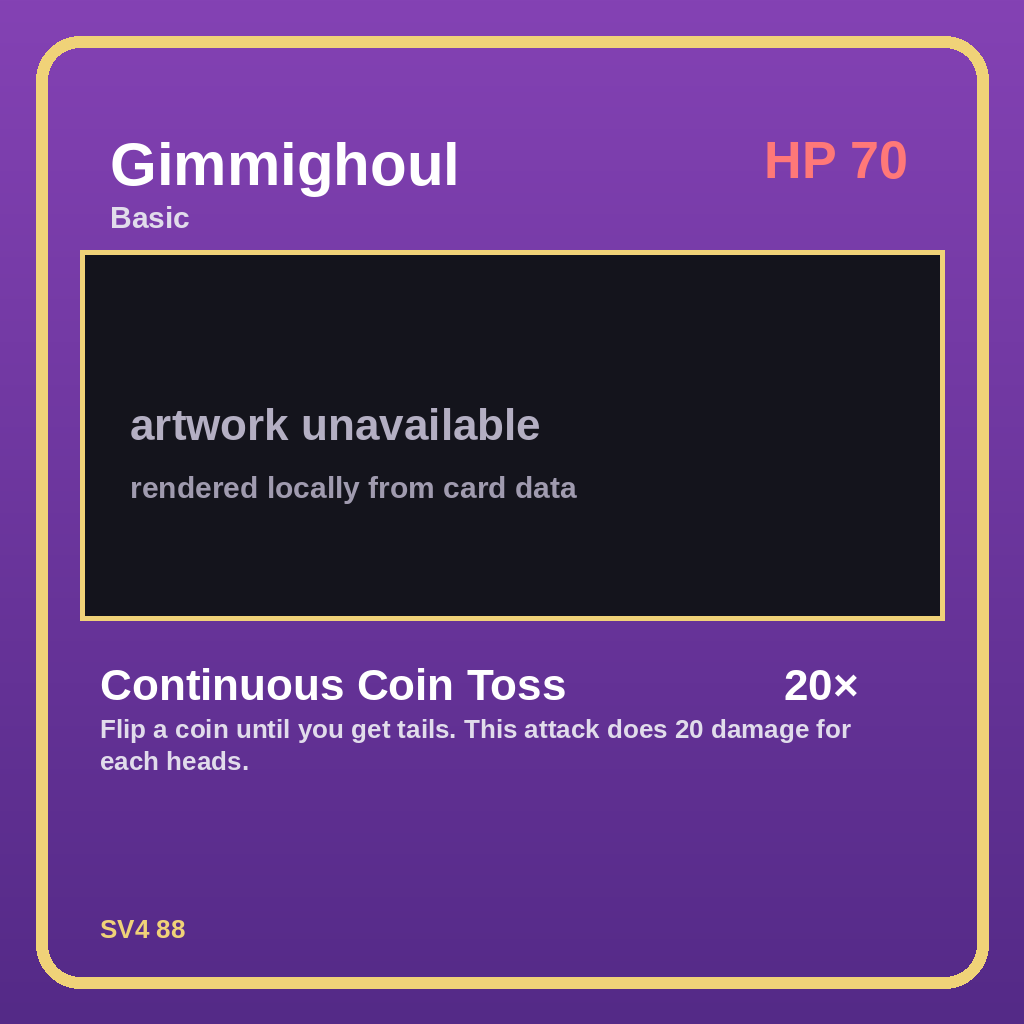 Gimmighoul
HP 70
Basic
artwork unavailable
rendered locally from card data
Continuous Coin Toss
20×
Flip a coin until you get tails. This attack does 20 damage for
each heads.
SV4 88